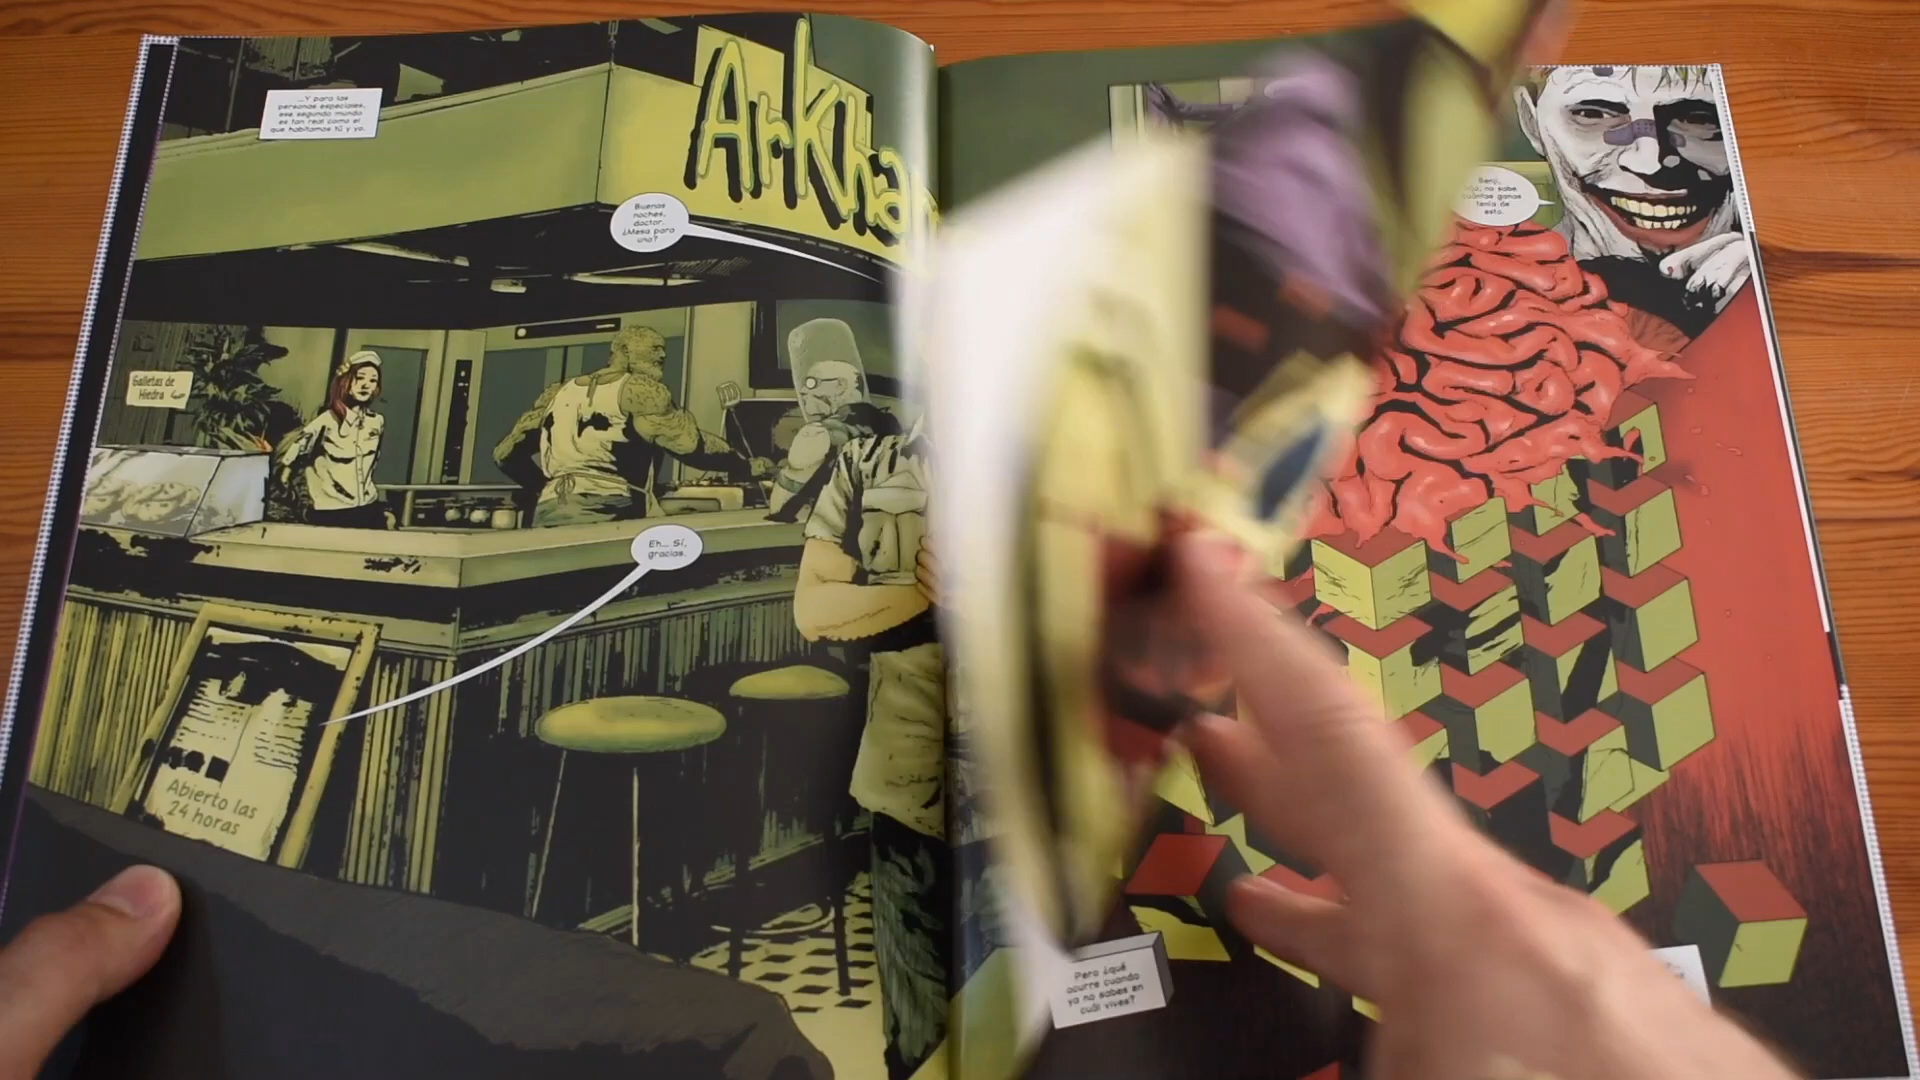 ...Y para las
personas especiales,
ese segundo mundo
es tan real como el
que habitamos tú y yo.
Arkha
Buenas
noches,
doctor.
¿Mesa para
uno?
Galletas de
Hiedra
Eh... Sí,
gracias.
Abierto las
24 horas
Benji,
no sabe
ganas
tenía de
esto.
Pero ¿qué
ocurre cuando
ya no sabes en
cuál vives?